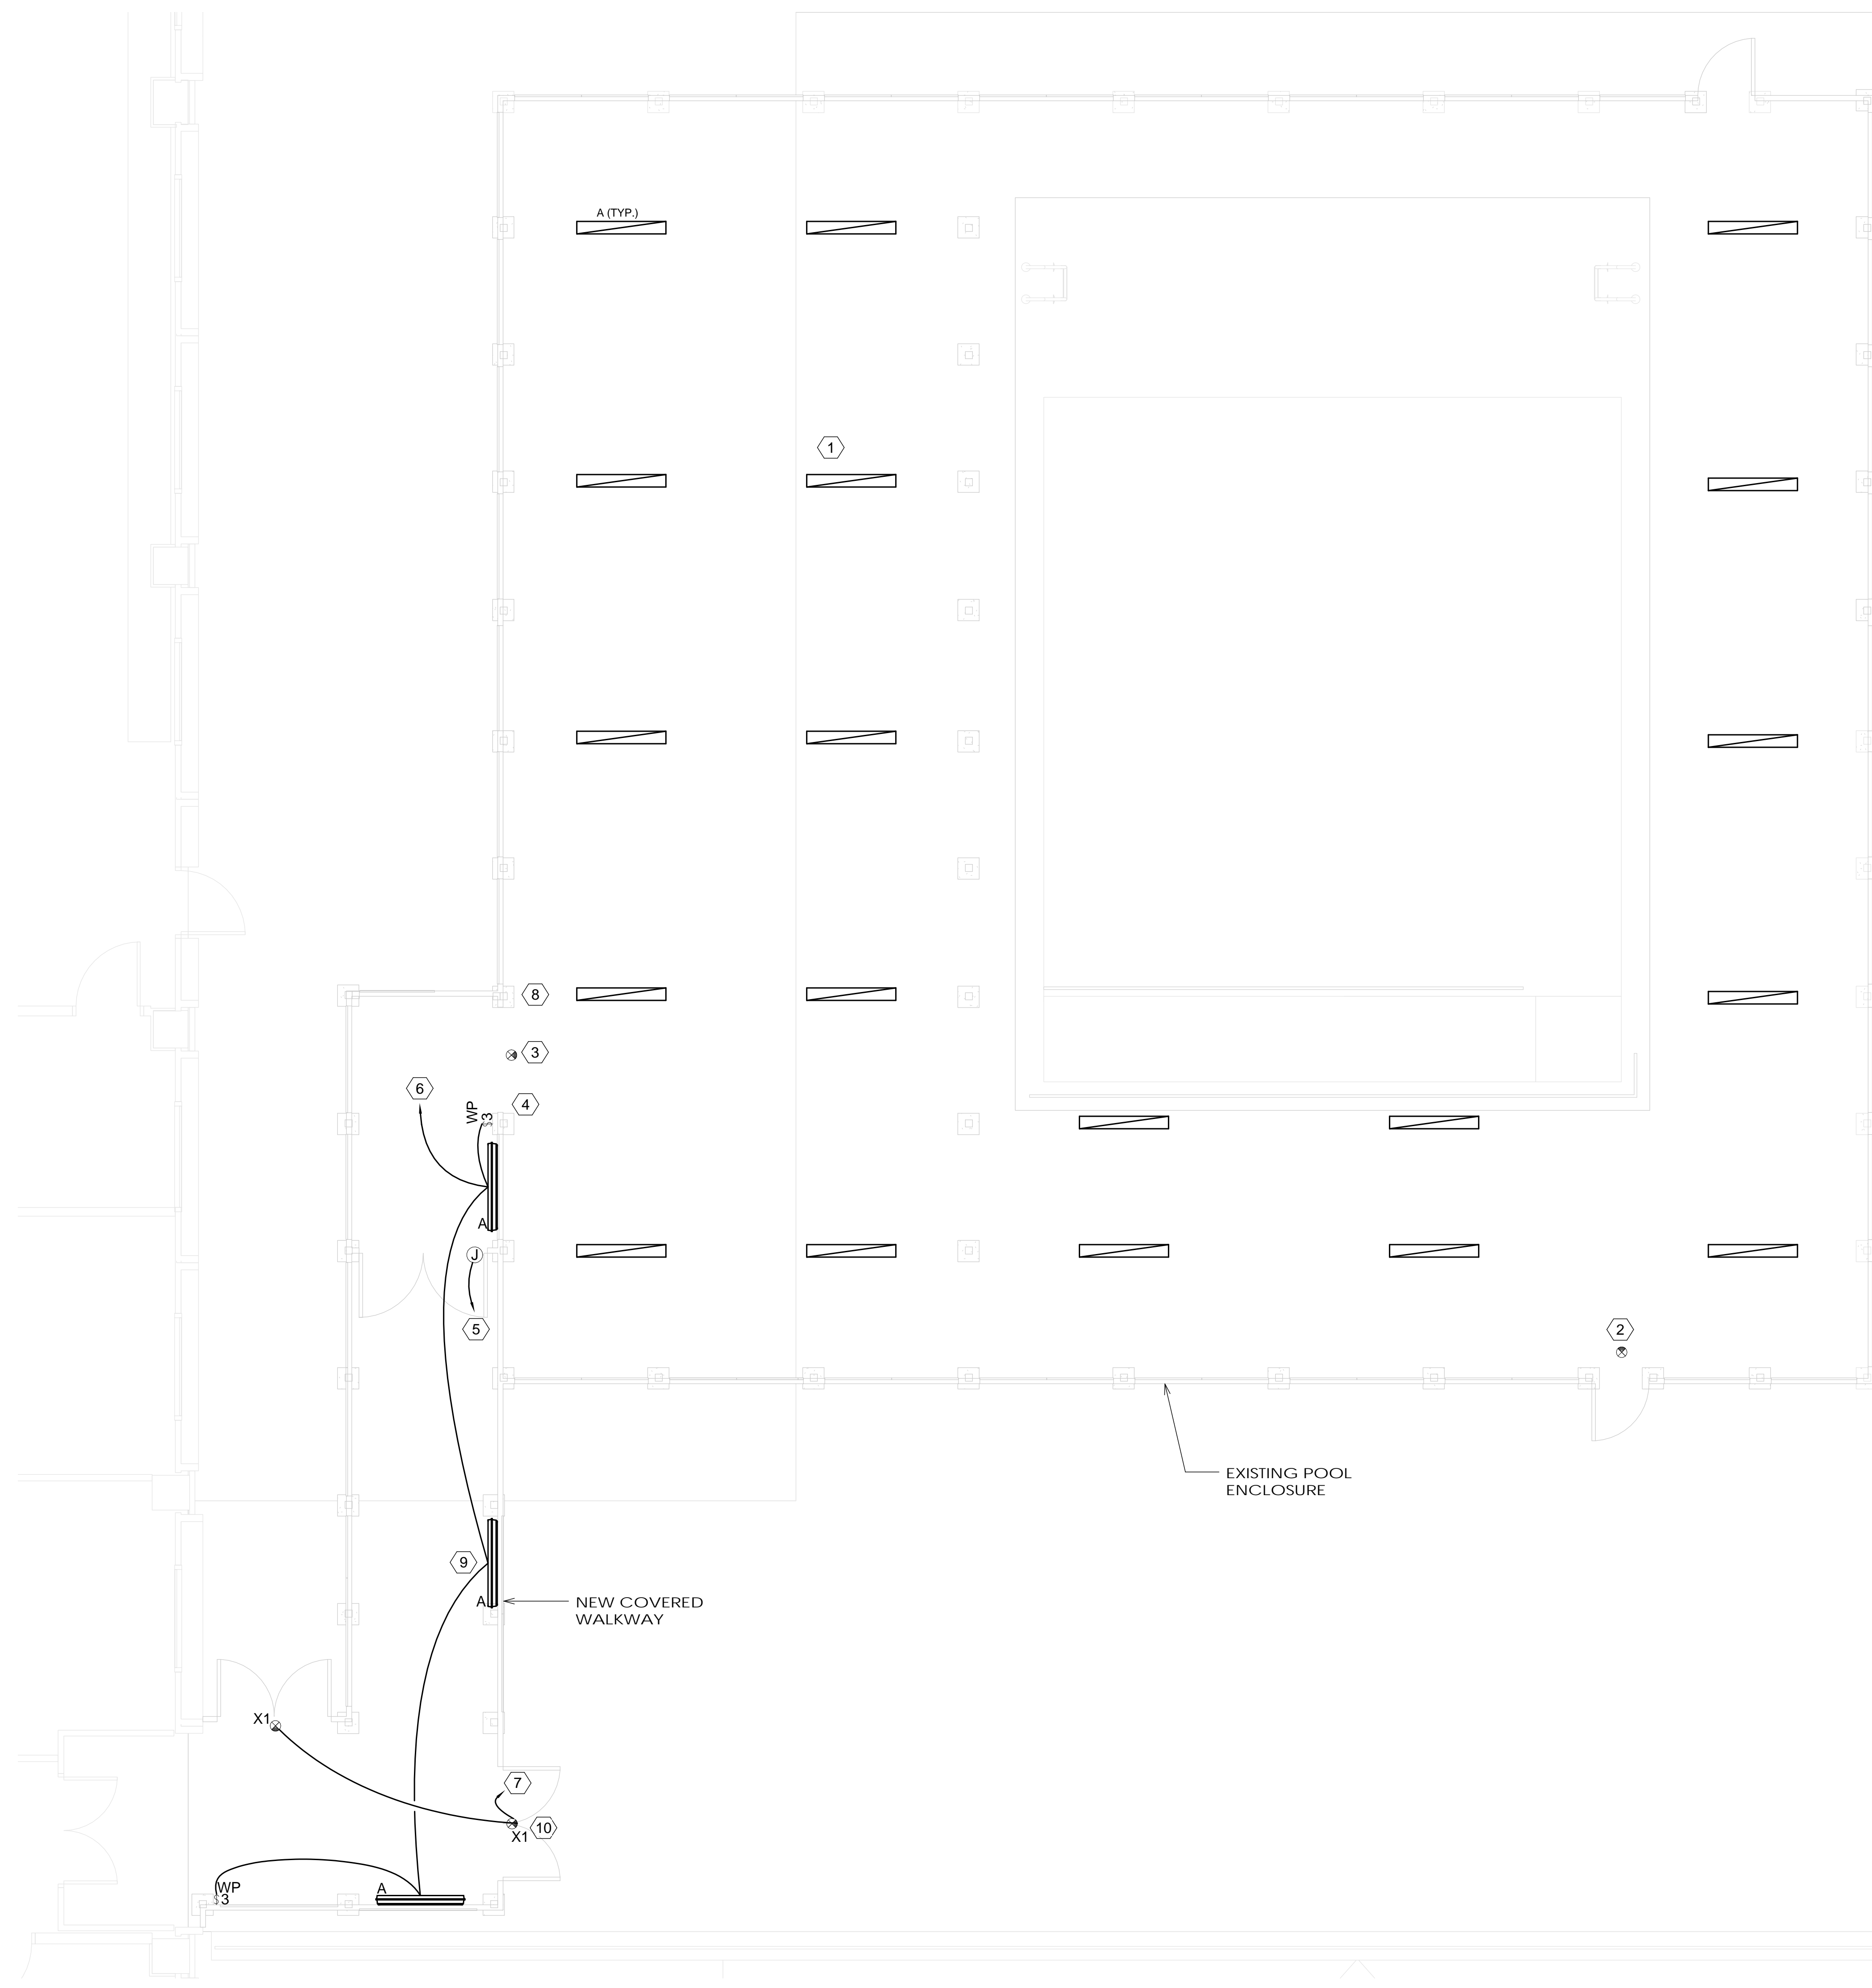 A (TYP.)
1
8
3
6
4
WP
$3
A
J
5
2
EXISTING POOL
ENCLOSURE
9
A
NEW COVERED
WALKWAY
X1
7
10
X1
WP
$3
A